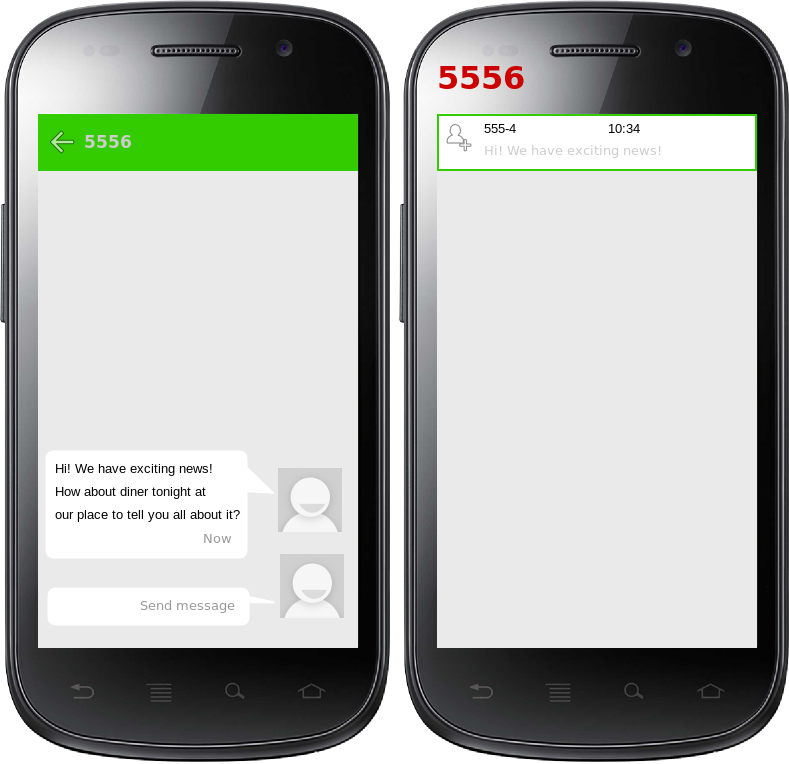 5556
Hi! We have exciting news!
How about diner tonight at
our place to tell you all about it?
Now
Send message
5556
555-4 10:34
Hi! We have exciting news!